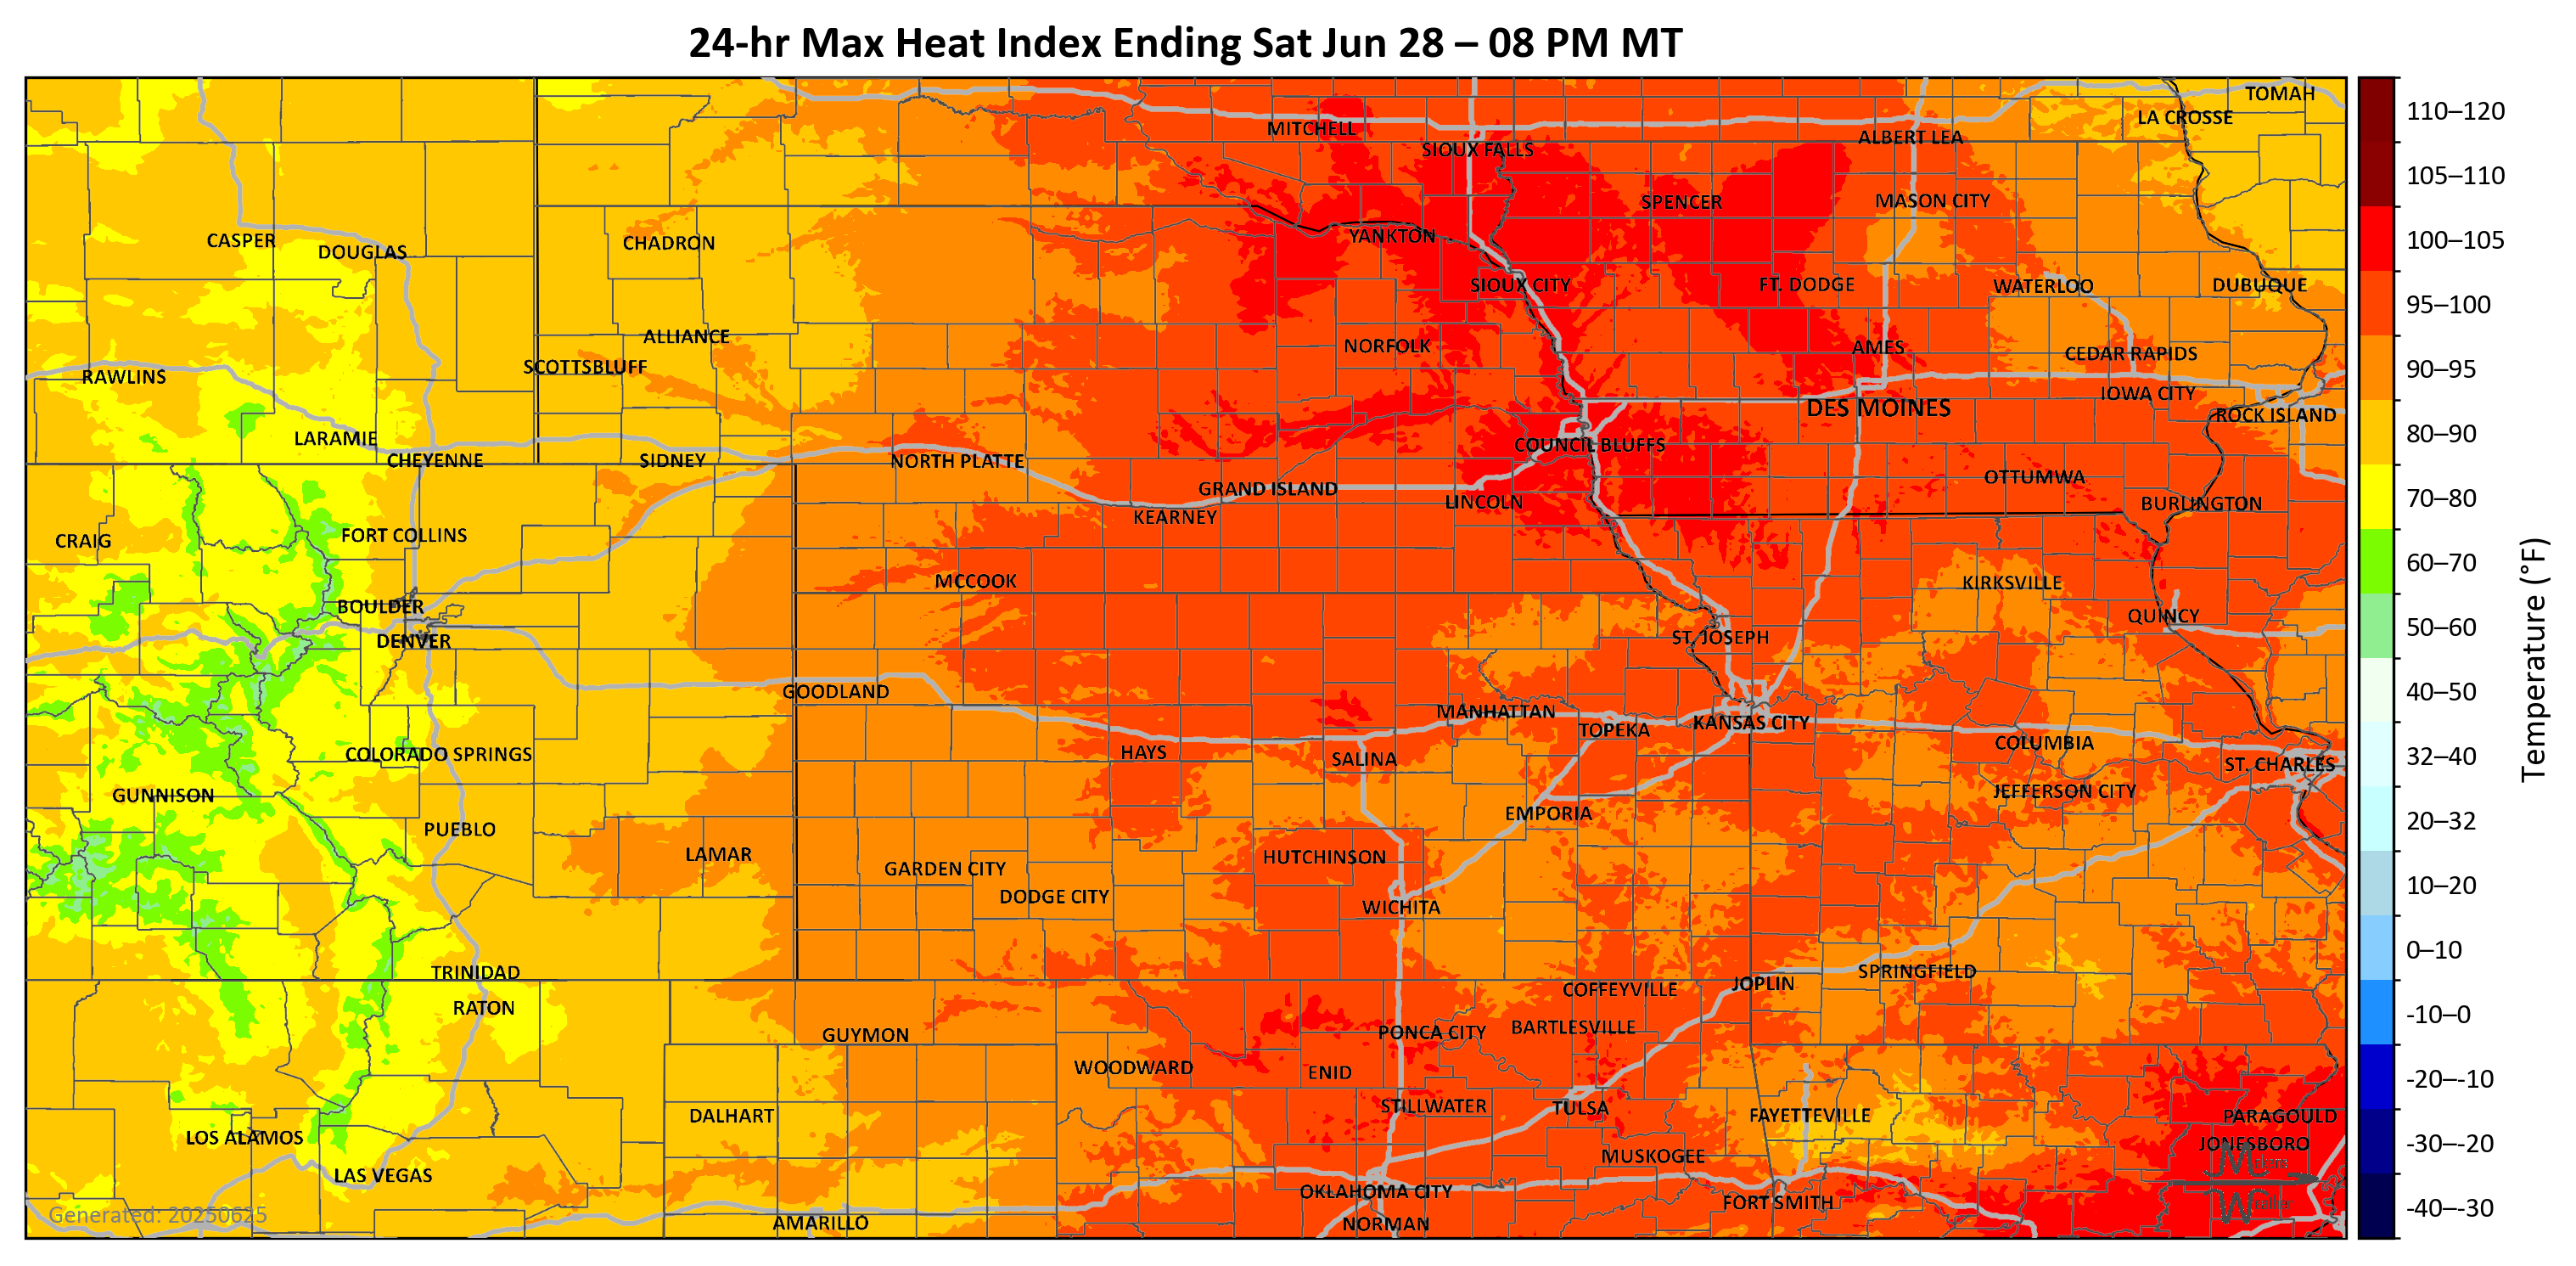 24-hr Max Heat Index Ending Sat Jun 28 – 08 PM MT
TOMAH
LA CROSSE
MITCHELL
ALBERT LEA
SIOUX FALLS
SPENCER
MASON CITY
YANKTON
CASPER
CHADRON
DOUGLAS
SIOUX CITY
FT. DODGE
WATERLOO
DUBUQUE
ALLIANCE
NORFOLK
AMES
CEDAR RAPIDS
SCOTTSBLUFF
RAWLINS
IOWA CITY
DES MOINES
ROCK ISLAND
LARAMIE
COUNCIL BLUFFS
CHEYENNE
SIDNEY
NORTH PLATTE
OTTUMWA
GRAND ISLAND
LINCOLN
BURLINGTON
KEARNEY
FORT COLLINS
CRAIG
MCCOOK
KIRKSVILLE
BOULDER
QUINCY
DENVER
ST. JOSEPH
GOODLAND
MANHATTAN
TOPEKA
KANSAS CITY
COLUMBIA
COLORADO SPRINGS
HAYS
SALINA
ST. CHARLES
GUNNISON
JEFFERSON CITY
EMPORIA
PUEBLO
LAMAR
HUTCHINSON
GARDEN CITY
DODGE CITY
WICHITA
TRINIDAD
SPRINGFIELD
JOPLIN
COFFEYVILLE
RATON
GUYMON
PONCA CITY
BARTLESVILLE
WOODWARD
ENID
STILLWATER
TULSA
DALHART
FAYETTEVILLE
PARAGOULD
LOS ALAMOS
JONESBORO
MUSKOGEE
LAS VEGAS
OKLAHOMA CITY
FORT SMITH
Generated: 20250625
AMARILLO
NORMAN
110–120
105–110
100–105
95–100
90–95
80–90
70–80
60–70
50–60
40–50
32–40
20–32
10–20
0–10
-10–0
-20–-10
-30–-20
-40–-30
Temperature (°F)